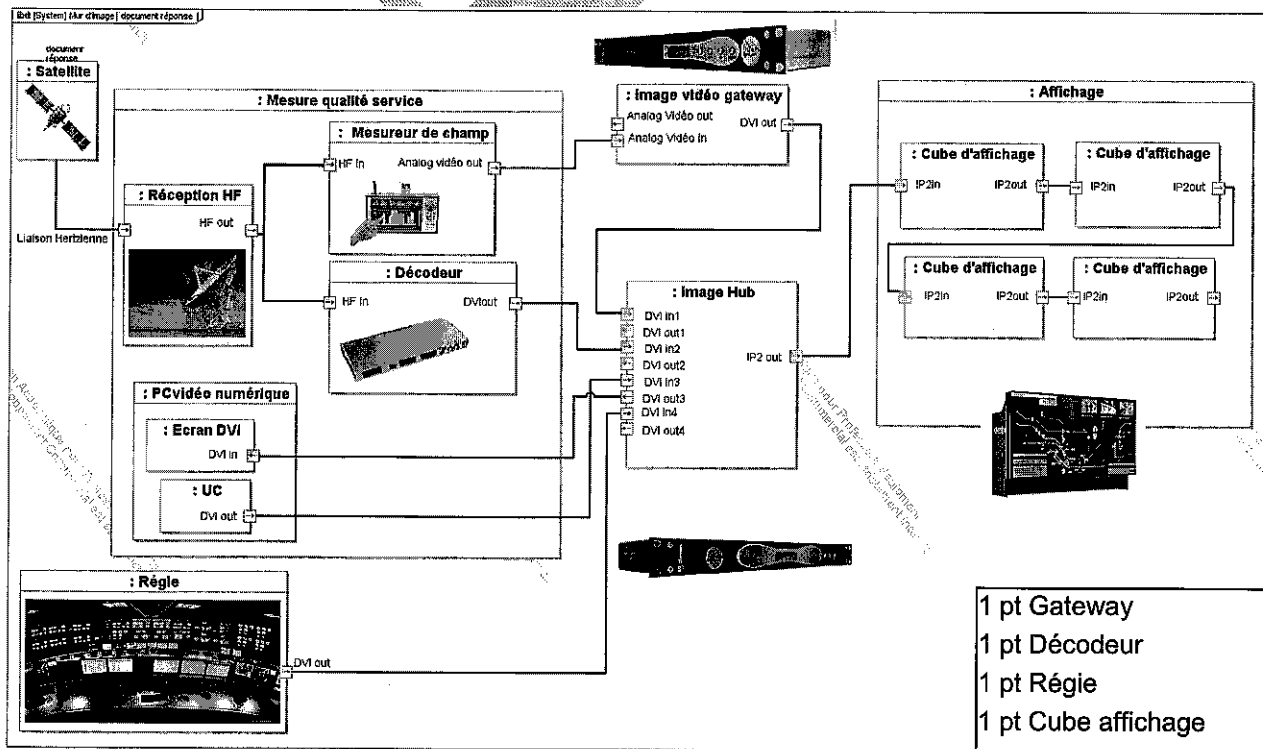 ibd [System] Mur d'image [ document réponse ]
document
réponse
: Satellite
: Mesure qualité service
: Mesureur de champ
HF in
Analog vidéo out
: Réception HF
HF out
Liaison Hertzienne
: Décodeur
HF in
DVIout
: PCvidéo numérique
: Ecran DVI
DVI in
: UC
DVI out
: Régie
DVI out
: image vidéo gateway
Analog Vidéo out
DVI out
Analog Vidéo in
: Image Hub
DVI in1
DVI out1
DVI in2
DVI out2
IP2 out
DVI in3
DVI out3
DVI in4
DVI out4
: Affichage
: Cube d'affichage
IP2in
IP2out
: Cube d'affichage
IP2in
IP2out
: Cube d'affichage
IP2in
IP2out
: Cube d'affichage
IP2in
IP2out
1 pt Gateway
1 pt Décodeur
1 pt Régie
1 pt Cube affichage